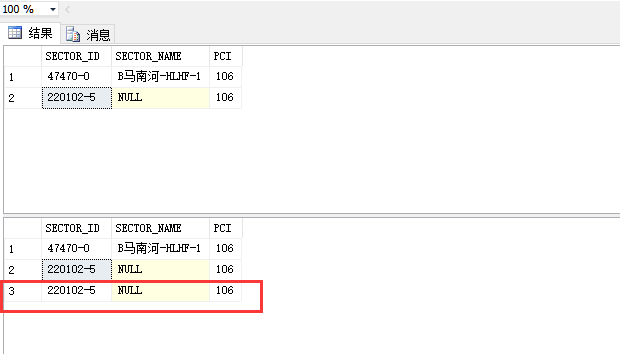 100 %
结果 消息
SECTOR_ID SECTOR_NAME PCI
1 47470-0 B马南河-HLHF-1 106
2 220102-5 NULL 106
SECTOR_ID SECTOR_NAME PCI
1 47470-0 B马南河-HLHF-1 106
2 220102-5 NULL 106
3 220102-5 NULL 106